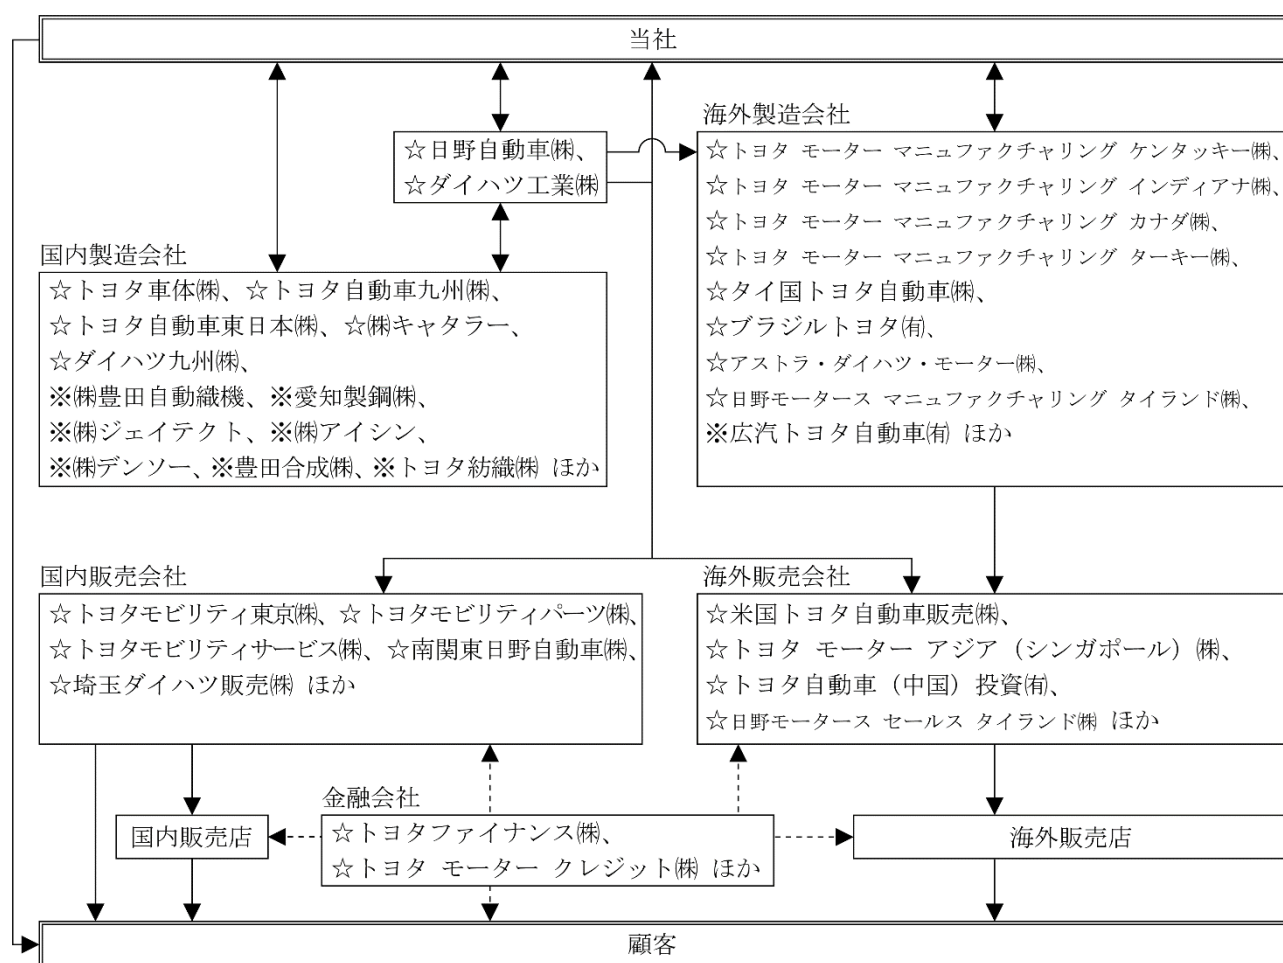 当社
☆日野自動車㈱、
☆ダイハツ工業㈱
海外製造会社
☆トヨタ モーター マニュファクチャリング ケンタッキー㈱、
☆トヨタ モーター マニュファクチャリング インディアナ㈱、
☆トヨタ モーター マニュファクチャリング カナダ㈱、
☆トヨタ モーター マニュファクチャリング ターキー㈱、
☆タイ国トヨタ自動車㈱、
☆ブラジルトヨタ㈲、
☆アストラ・ダイハツ・モーター㈱、
☆日野モータース マニュファクチャリング タイランド㈱、
※広汽トヨタ自動車㈲ ほか
国内製造会社
☆トヨタ車体㈱、☆トヨタ自動車九州㈱、
☆トヨタ自動車東日本㈱、☆㈱キャタラー、
☆ダイハツ九州㈱、
※㈱豊田自動織機、※愛知製鋼㈱、
※㈱ジェイテクト、※㈱アイシン、
※㈱デンソー、※豊田合成㈱、※トヨタ紡織㈱ ほか
国内販売会社
☆トヨタモビリティ東京㈱、☆トヨタモビリティパーツ㈱、
☆トヨタモビリティサービス㈱、☆南関東日野自動車㈱、
☆埼玉ダイハツ販売㈱ ほか
海外販売会社
☆米国トヨタ自動車販売㈱、
☆トヨタ モーター アジア（シンガポール）㈱、
☆トヨタ自動車（中国）投資㈲、
☆日野モータース セールス タイランド㈱ ほか
国内販売店
金融会社
☆トヨタファイナンス㈱、
☆トヨタ モーター クレジット㈱ ほか
海外販売店
顧客